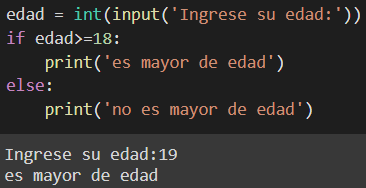 edad = int(input('Ingrese su edad:'))
if edad>=18:
    print('es mayor de edad')
else:
    print('no es mayor de edad')
Ingrese su edad:19
es mayor de edad